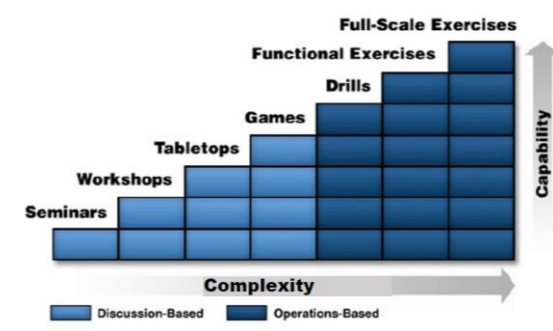 Full-Scale Exercises
Functional Exercises
Drills
Games
Tabletops
Workshops
Seminars
Capability
Complexity
Discussion-Based
Operations-Based